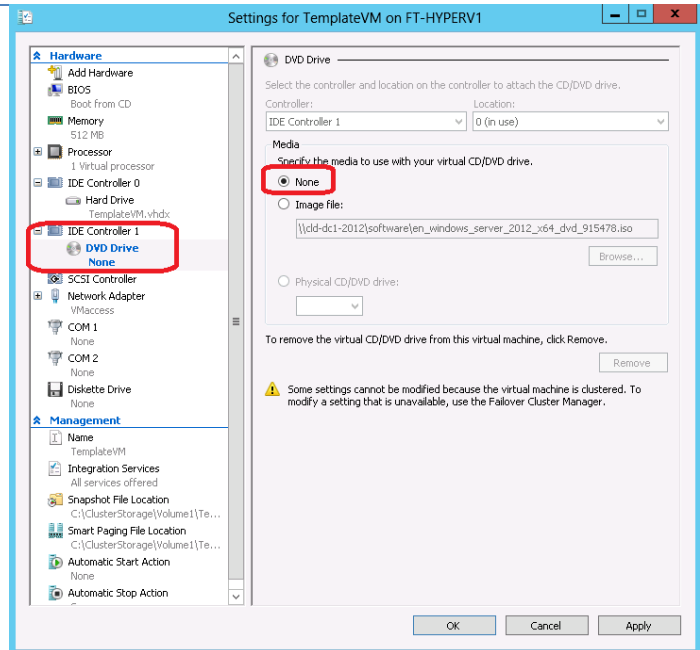 Settings for TemplateVM on FT-HYPERV1
Hardware
Add Hardware
BIOS
Boot from CD
Memory
512 MB
Processor
1 Virtual processor
IDE Controller 0
Hard Drive
TemplateVM.vhdx
IDE Controller 1
DVD Drive
None
SCSI Controller
Network Adapter
VMaccess
COM 1
None
COM 2
None
Diskette Drive
None
Management
Name
TemplateVM
Integration Services
All services offered
Snapshot File Location
C:\ClusterStorage\Volume1\Te...
Smart Paging File Location
C:\ClusterStorage\Volume1\Te...
Automatic Start Action
None
Automatic Stop Action
DVD Drive
Select the controller and location on the controller to attach the CD/DVD drive.
Controller: Location:
IDE Controller 1 0 (in use)
Media
Specify the media to use with your virtual CD/DVD drive.
None
Image file:
\\cld-dc1-2012\software\en_windows_server_2012_x64_dvd_915478.iso
Browse...
Physical CD/DVD drive:
To remove the virtual CD/DVD drive from this virtual machine, click Remove.
Remove
Some settings cannot be modified because the virtual machine is clustered. To
modify a setting that is unavailable, use the Failover Cluster Manager.
OK Cancel Apply